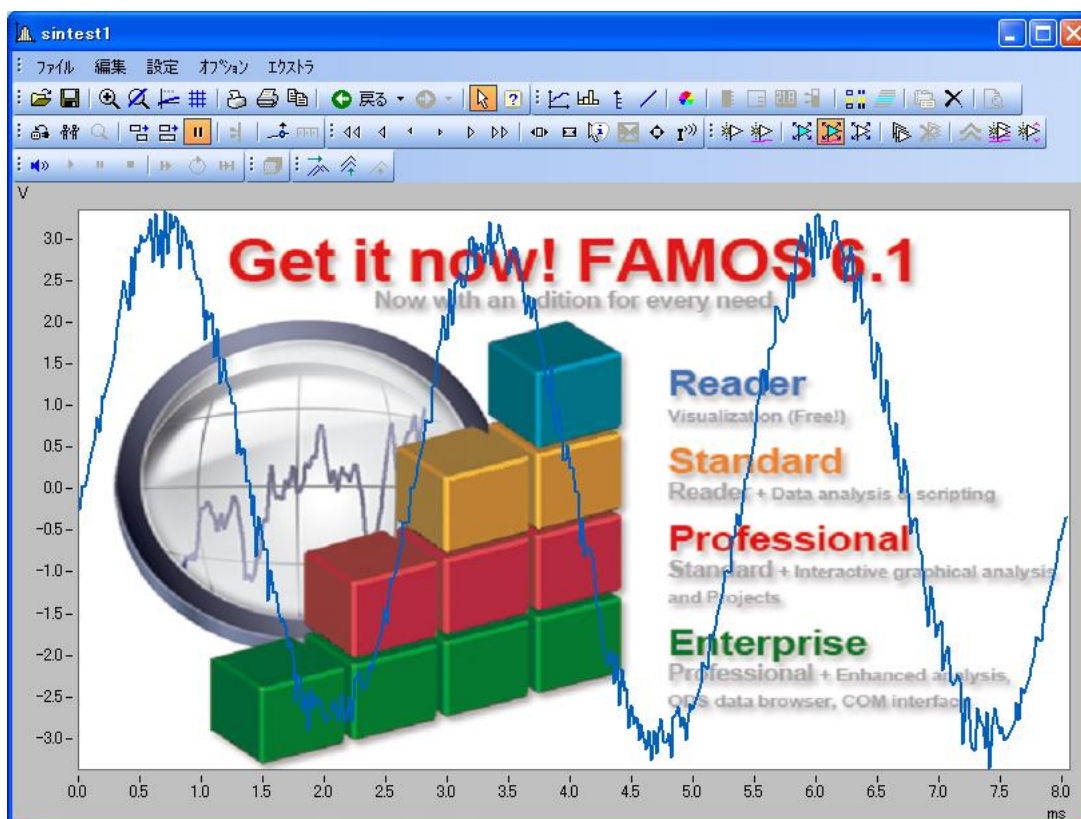 sintest1
ファイル 編集 設定 オプション エクストラ
戻る
V
3.0
2.5
2.0
1.5
1.0
0.5
0.0
-0.5
-1.0
-1.5
-2.0
-2.5
-3.0
Get it now! FAMOS 6.1
Now with an edition for every need
Reader
Visualization (Free!)
Standard
Reader + Data analysis & scripting
Professional
Standard + Interactive graphical analysis
and Projects
Enterprise
Professional + Enhanced analysis,
ODS data browser, COM interface
0.0 0.5 1.0 1.5 2.0 2.5 3.0 3.5 4.0 4.5 5.0 5.5 6.0 6.5 7.0 7.5 8.0
ms